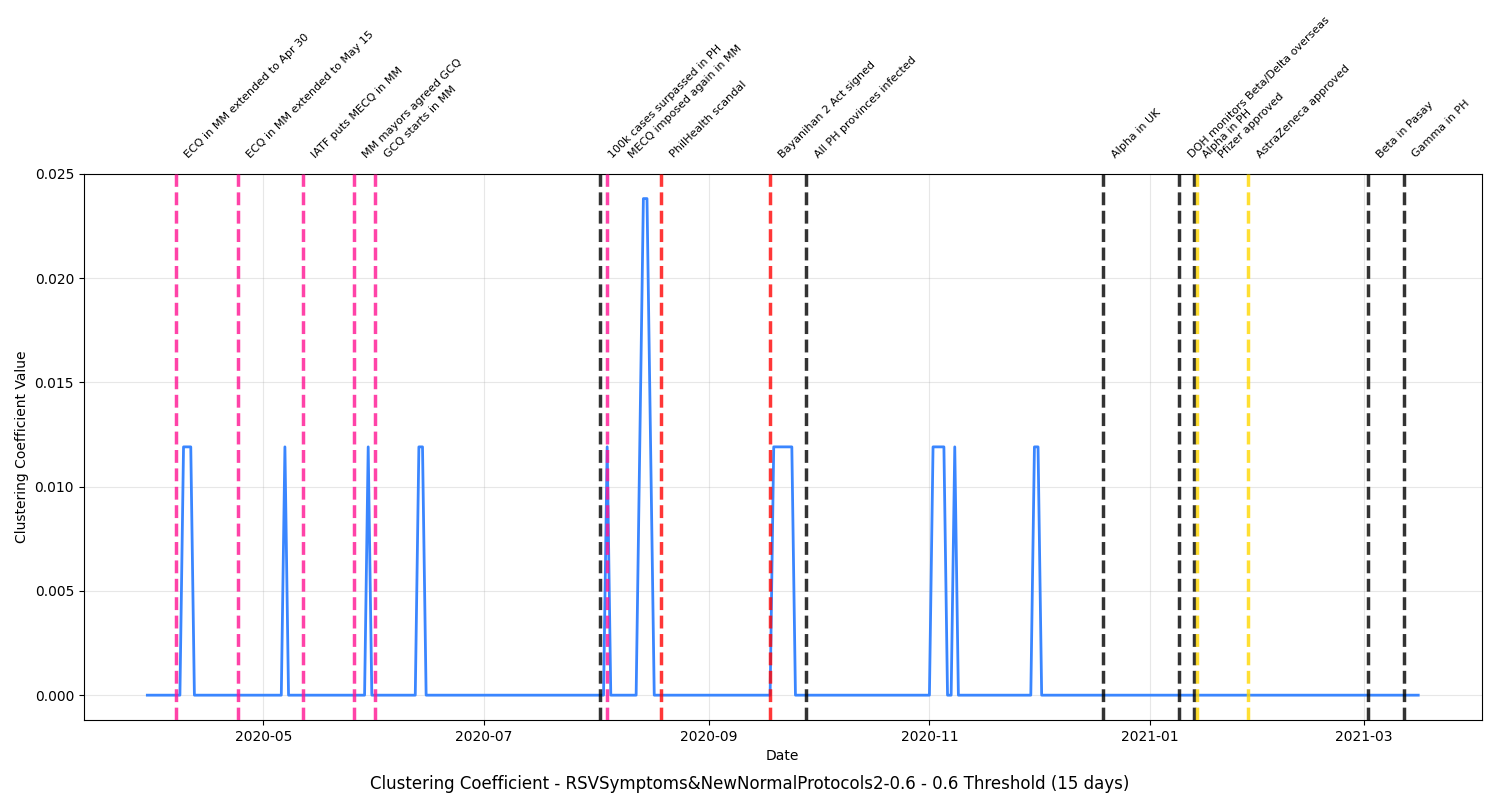 ECQ in MM extended to Apr 30
ECQ in MM extended to May 15
IATF puts MECQ in MM
MM mayors agreed GCQ
GCQ starts in MM
100k cases surpassed in PH
MECQ imposed again in MM
PhilHealth scandal
Bayanihan 2 Act signed
All PH provinces infected
Alpha in UK
DOH monitors Beta/Delta overseas
Alpha in PH
Pfizer approved
AstraZeneca approved
Beta in Pasay
Gamma in PH
Clustering Coefficient Value
0.025
0.020
0.015
0.010
0.005
0.000
2020-05
2020-07
2020-09
2020-11
2021-01
2021-03
Date
Clustering Coefficient - RSVSymptoms&NewNormalProtocols2-0.6 - 0.6 Threshold (15 days)